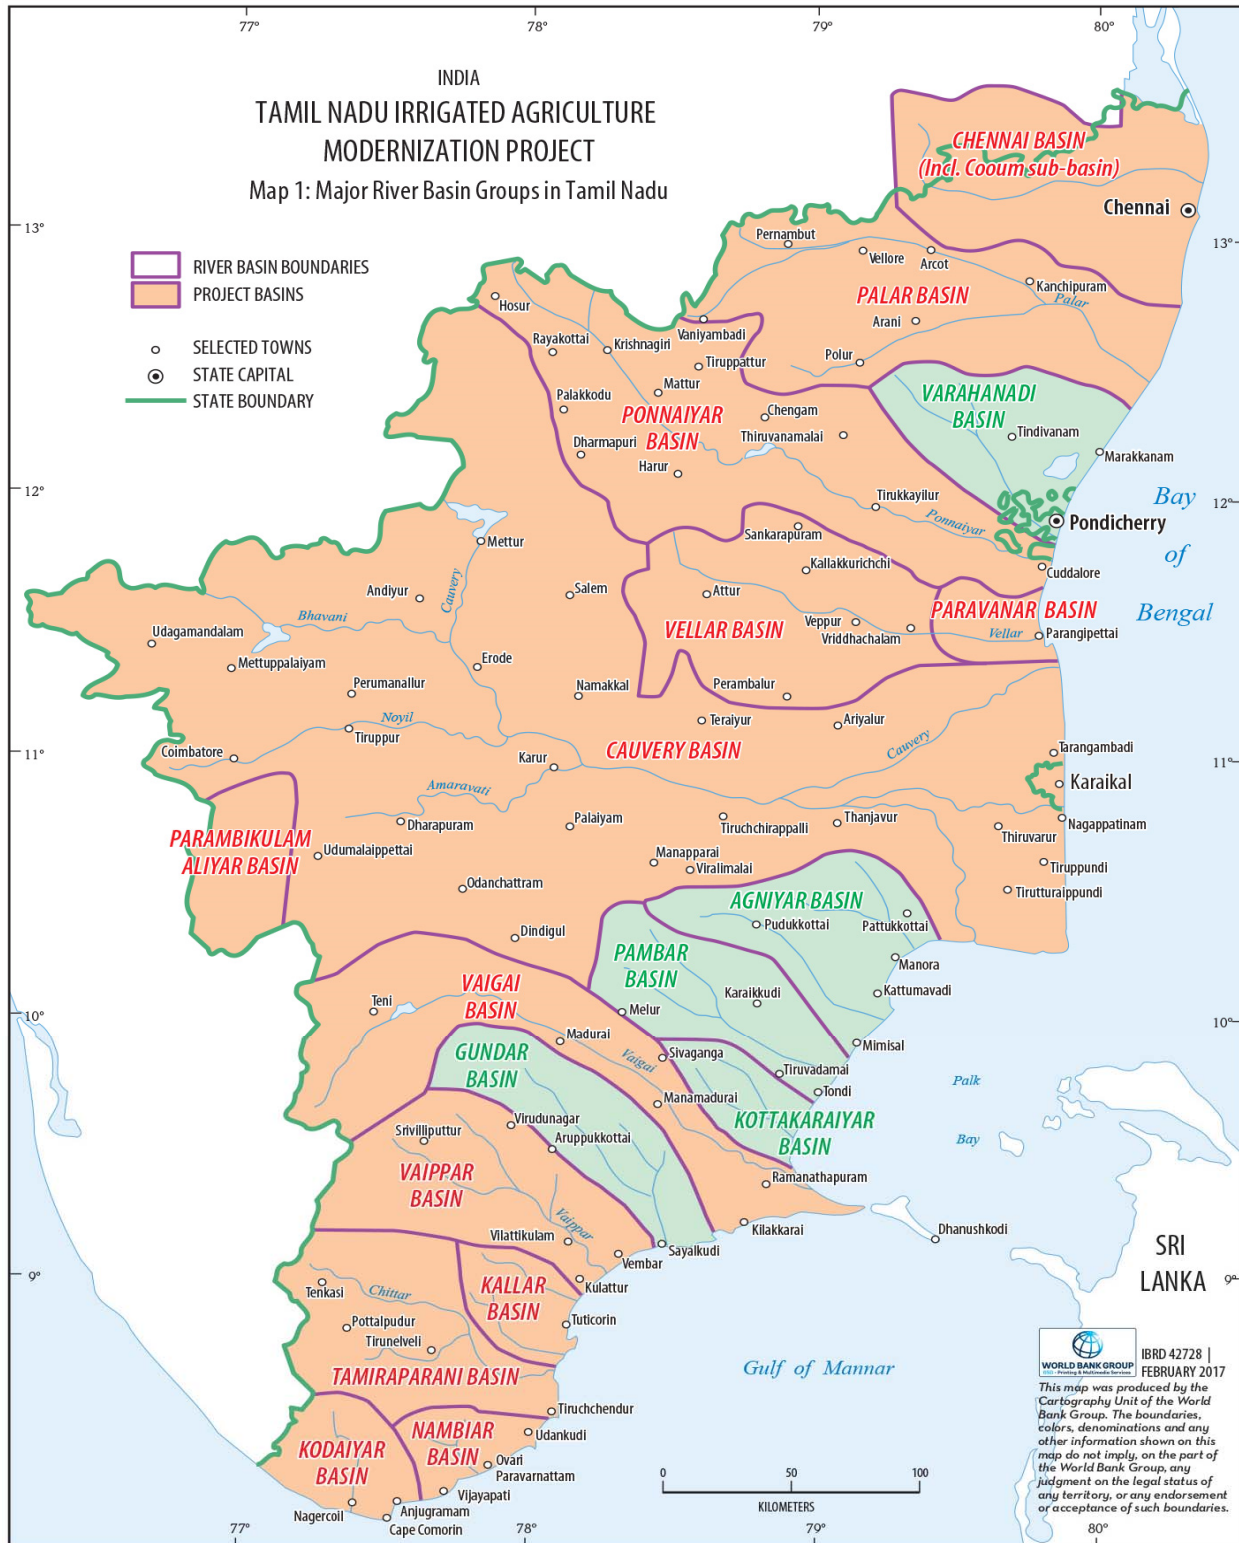 77°
78°
79°
80°
INDIA
TAMIL NADU IRRIGATED AGRICULTURE
MODERNIZATION PROJECT
Map 1: Major River Basin Groups in Tamil Nadu
RIVER BASIN BOUNDARIES
PROJECT BASINS
SELECTED TOWNS
STATE CAPITAL
STATE BOUNDARY
CHENNAI BASIN
(Incl. Cooum sub-basin)
Chennai
13°
13°
Pernambut
Vellore
Arcot
Kanchipuram
Palar
PALAR BASIN
Arani
Hosur
Vaniyambadi
Rayakottai
Krishnagiri
Tiruppattur
Polur
Mattur
Palakkodu
PONNAIYAR
BASIN
Chengam
Thiruvanamalai
VARAHANADI
BASIN
Tindivanam
Marakkanam
Dharmapuri
Harur
12°
12°
Tirukkayilur
Ponnaiyar
Pondicherry
Bay
of
Bengal
Sankarapuram
Kallakkurichchi
Cuddalore
Mettur
Cauvery
Andiyur
Salem
Attur
PARAVANAR BASIN
Bhavani
VELLAR BASIN
Veppur
Vriddhachalam
Vellar
Parangipettai
Udagamandalam
Mettuppalaiyam
Erode
Perumanallur
Namakkal
Perambalur
Teraiyur
Ariyalur
Noyil
Tiruppur
Coimbatore
Karur
CAUVERY BASIN
Cauvery
Tarangambadi
11°
11°
Karaikal
Amaravati
Dharapuram
Palaiyam
Tiruchchirappalli
Thanjavur
Nagappatinam
Thiruvarur
PARAMBIKULAM
ALIYAR BASIN
Udumalaippettai
Manapparai
Viralimalai
Tiruppundi
Odanchattram
Tirutturaippundi
AGNIYAR BASIN
Pudukkottai
Pattukkottai
Dindigul
PAMBAR
BASIN
Manora
VAIGAI
BASIN
Karaikkudi
Kattumavadi
Teni
Melur
10°
10°
Madurai
Mimisal
GUNDAR
BASIN
Vaigai
Sivaganga
Tiruvadamai
Tondi
Manamadurai
KOTTAKARAIYAR
BASIN
Palk
Bay
Virudunagar
Srivilliputtur
Aruppukkottai
VAIPPAR
BASIN
Ramanathapuram
Vaippar
Kilakkarai
Dhanushkodi
Vilattikulam
Sayalkudi
Vembar
SRI
LANKA
9°
9°
Tenkasi
Chittar
KALLAR
BASIN
Kulattur
Pottalpudur
Tuticorin
Tirunelveli
TAMIRAPARANI BASIN
Gulf of Mannar
Tiruchchendur
NAMBIAR
BASIN
Udankudi
KODAIYAR
BASIN
Ovari
Paravarnattam
Vijayapati
Nagercoil
Anjugramam
Cape Comorin
0
50
100
KILOMETERS
WORLD BANK GROUP
IBRD 42728 |
FEBRUARY 2017
This map was produced by the
Cartography Unit of the World
Bank Group. The boundaries,
colors, denominations and any
other information shown on this
map do not imply, on the part of
the World Bank Group, any
judgment on the legal status of
any territory, or any endorsement
or acceptance of such boundaries.
77°
78°
79°
80°